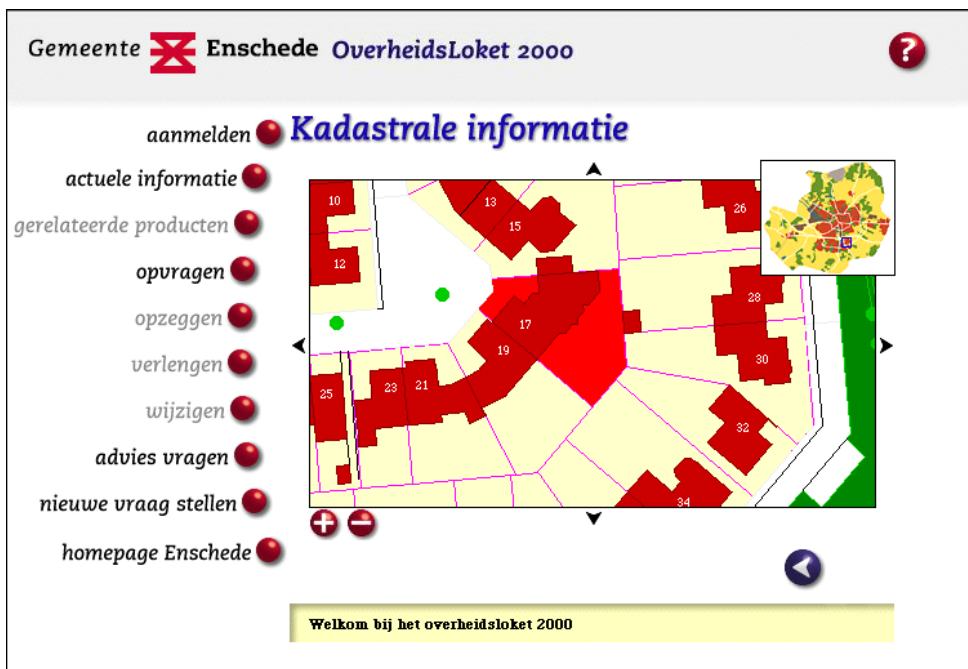 Gemeente Enschede OverheidsLoket 2000
?
Kadastrale informatie
aanmelden
actuele informatie
gerelateerde producten
opvragen
opzeggen
verlengen
wijzigen
advies vragen
nieuwe vraag stellen
homepage Enschede
10
13
15
26
12
28
17
19
30
23
21
25
32
34
Welkom bij het overheidsloket 2000